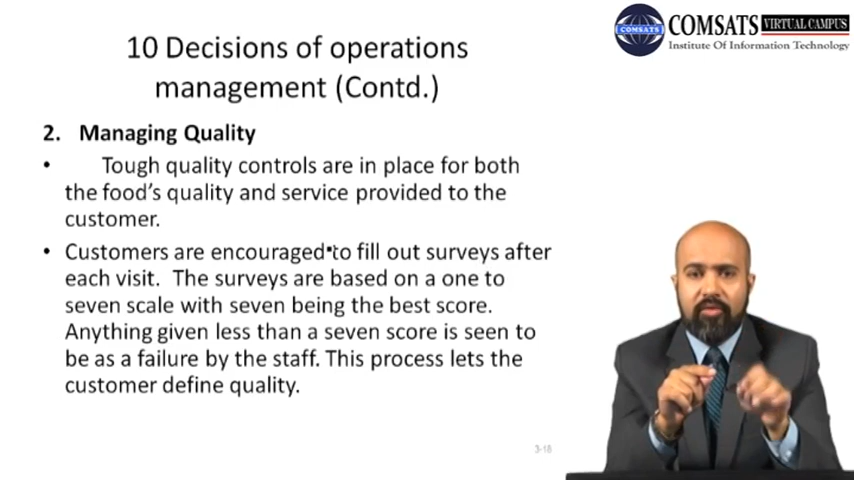 COMSATS VIRTUAL CAMPUS
COMSATS
Institute Of Information Technology
10 Decisions of operations
management (Contd.)
2. Managing Quality
• Tough quality controls are in place for both
the food's quality and service provided to the
customer.
• Customers are encouraged to fill out surveys after
each visit. The surveys are based on a one to
seven scale with seven being the best score.
Anything given less than a seven score is seen to
be as a failure by the staff. This process lets the
customer define quality.
3-18